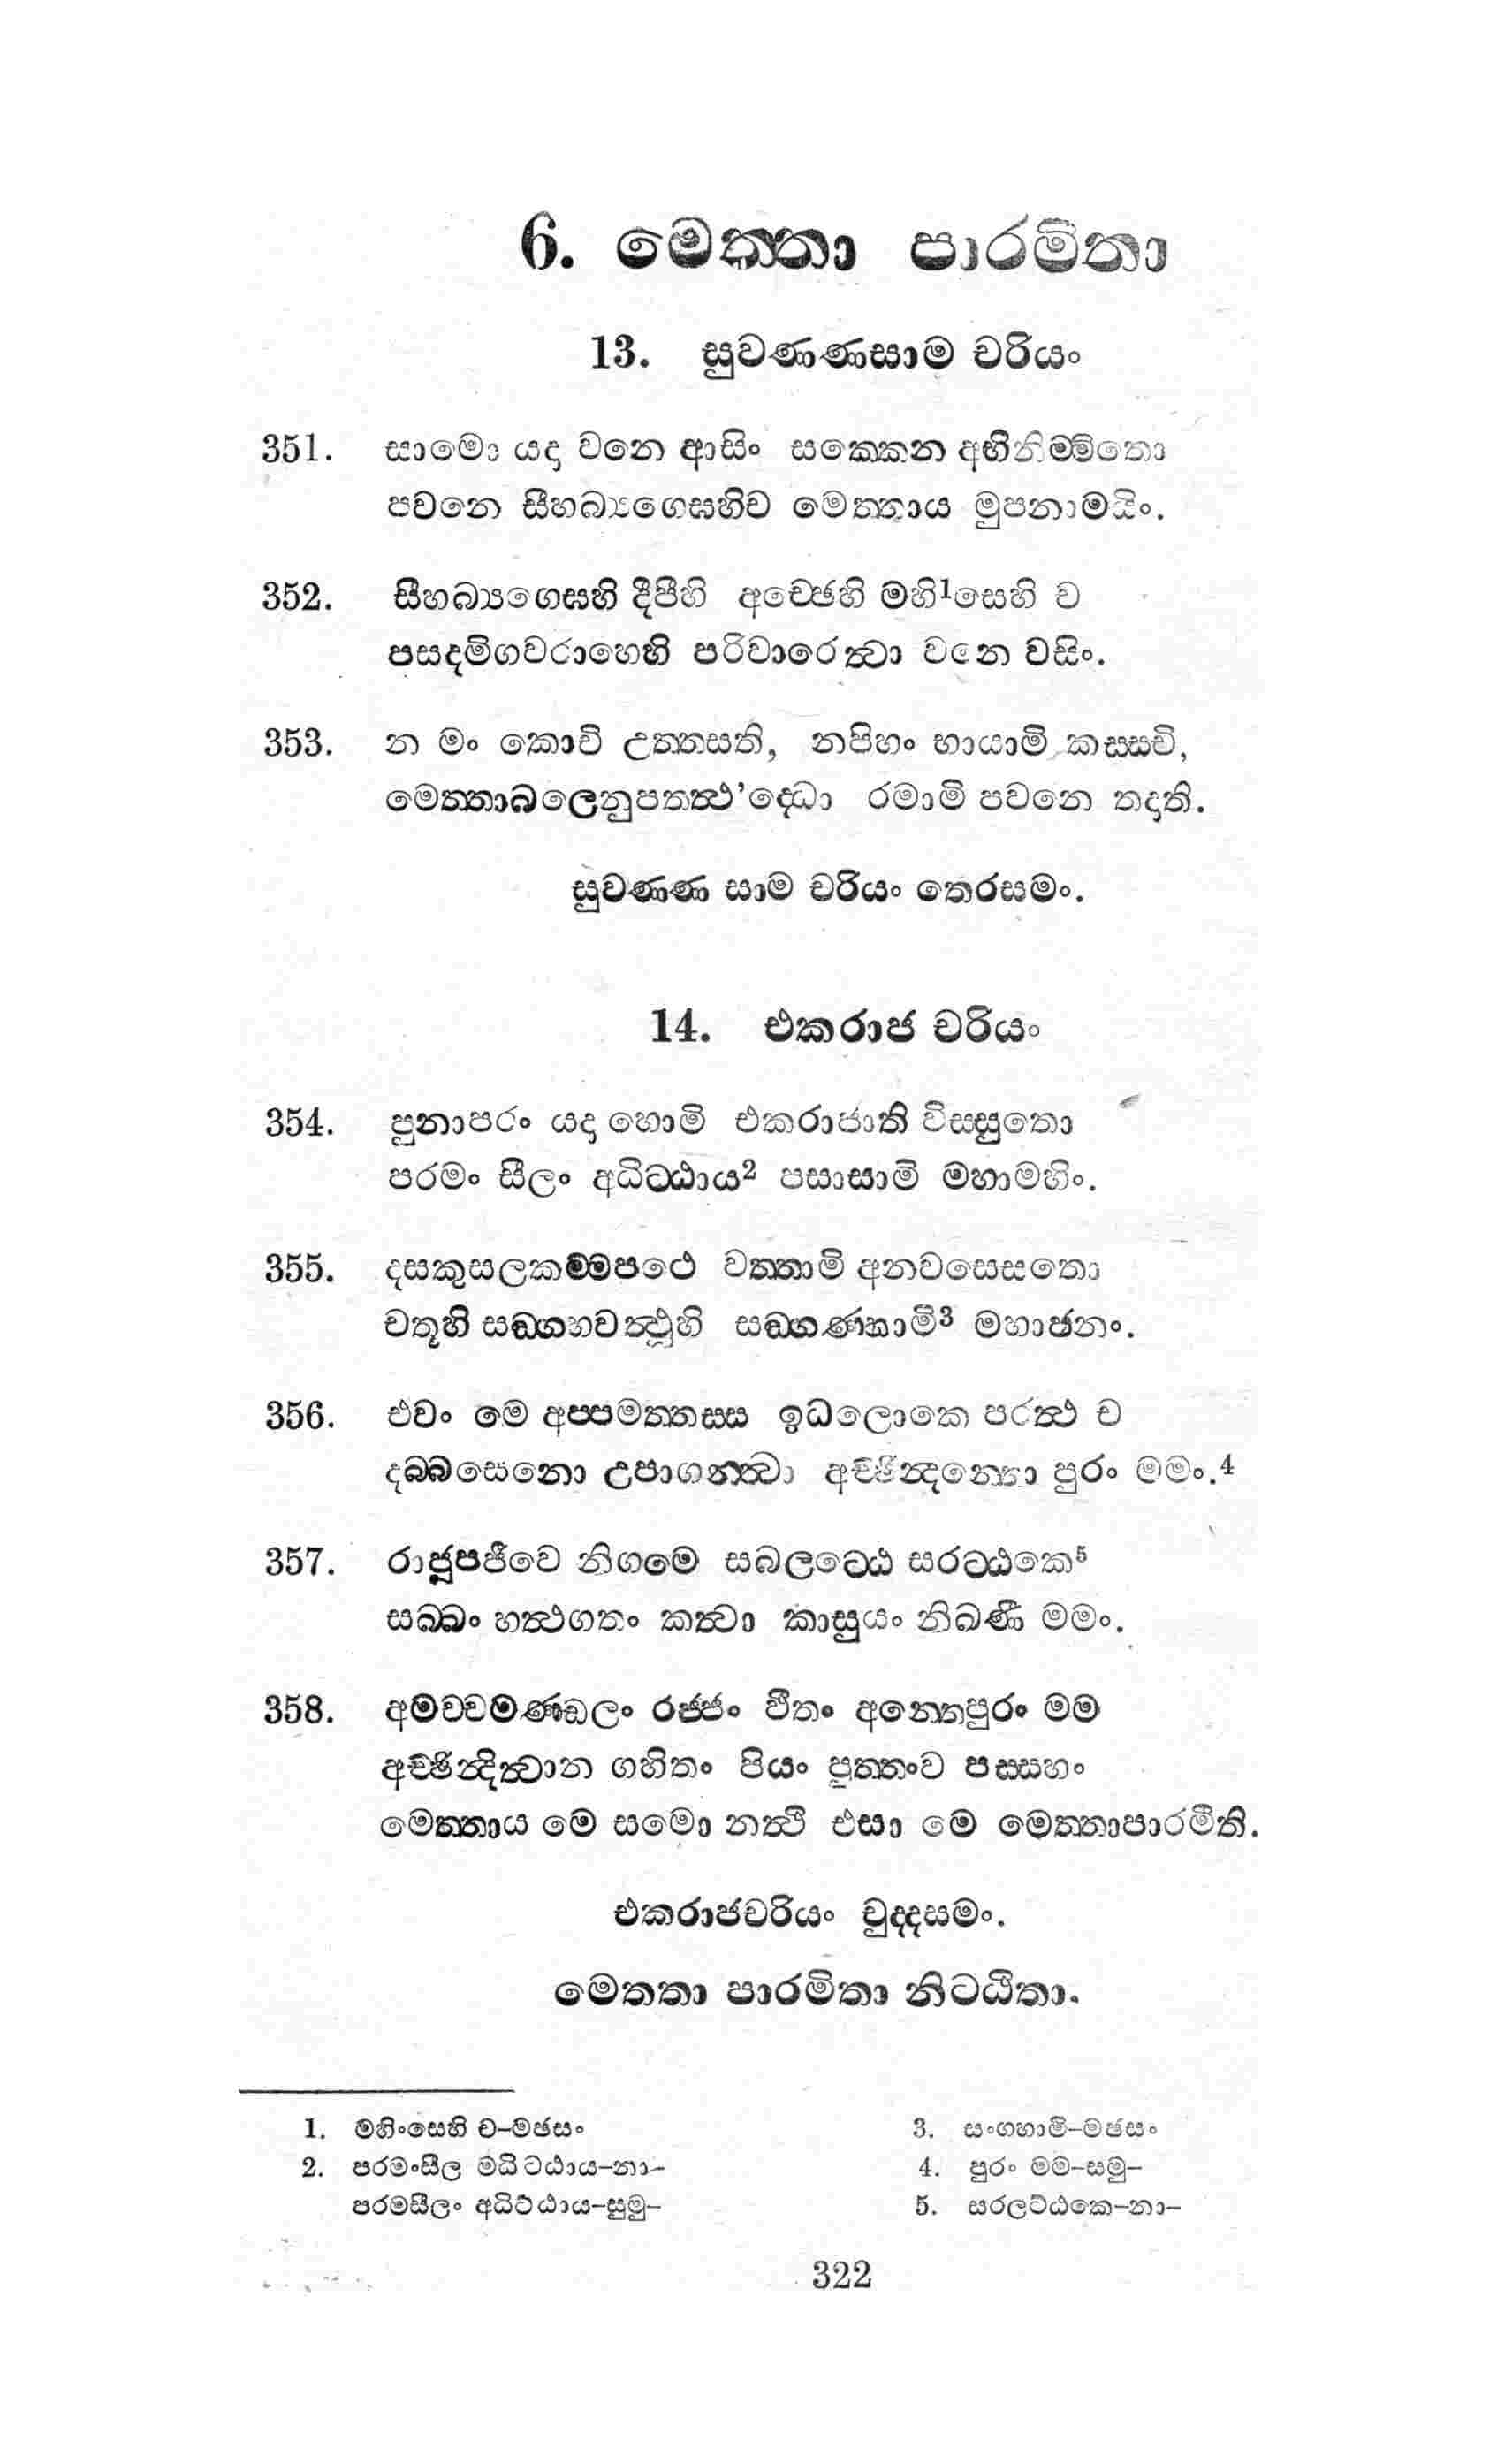 6. මෙත්තා පාරමිතා
13. සුවණ්ණසාම චරියං
351. සාමො යදා වනෙ ආසිං සක්කෙන අභිනිම්මිතො
පවනෙ සීහබ්‍යග්ඝෙහිච මෙත්තාය මුපනාමයිං.
352. සීහබ්‍යග්ඝෙහි දීපීහි අච්ඡෙහි මහි¹සෙහි ච
පසදමිගවරාහෙහි පරිවාරෙත්‍වා වනෙ වසිං.
353. න මං කොචි උත්තසති, නපිහං භායාමි කස්සචි,
මෙත්තාබලෙනුපතත්‍ථ'ද්ධො රමාමි පවනෙ තදාති.
සුවණ්ණ සාම චරියං තෙරසමං.
14. එකරාජ චරියං
354. පුනාපරං යදා හොමි එකරාජාති විස්සුතො
පරමං සීලං අධිට්ඨාය² පසාසාමි මහාමහිං.
355. දසකුසලකම්මපථෙ වත්තාමි අනවසෙසතො
චතූහි සඞ්ගහවත්‍ථූහි සඞ්ගණ්හාමි³ මහාජනං.
356. එවං මෙ අප්පමත්තස්ස ඉධලොකෙ පරත්‍ථ ච
දබ්බසෙනො උපාගන්ත්‍වා අච්ඡින්‍දන්‍තො පුරං මමං.⁴
357. රාජූපජීවෙ නිගමෙ සබලට්ඨෙ සරට්ඨකෙ⁵
සබ්බං හත්‍ථගතං කත්‍වා කාසුයං නිඛණී මමං.
358. අමච්චමණ්ඩලං රජ්ජං ඵීතං අන්තෙපුරං මම
අච්ඡින්‍දිත්‍වාන ගහිතං පියං පුත්තංව පස්සහං
මෙත්තාය මෙ සමො නත්‍ථි එසා මෙ මෙත්තාපාරමීති.
එකරාජචරියං චුද්දසමං.
මෙත්තා පාරමිතා නිට්ඨිතා.
1. මහිංසෙහි ච–මඡසං
2. පරමංසීල මධිට්ඨාය–නා–
පරමසීලං අධිට්ඨාය–සුමු–
3. සංගහාමි–මඡසං
4. පුරං මම–සමු–
5. සරලට්ඨකෙ–නා–
322